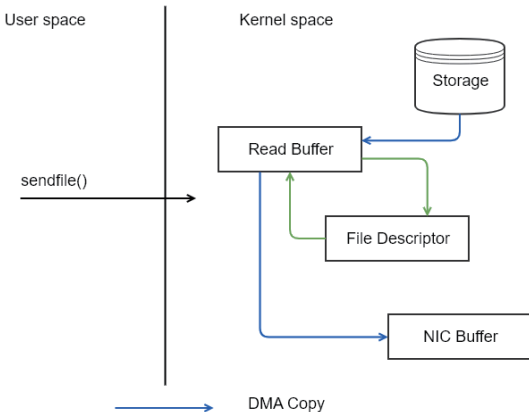 User space
Kernel space
Storage
Read Buffer
sendfile()
File Descriptor
NIC Buffer
DMA Copy